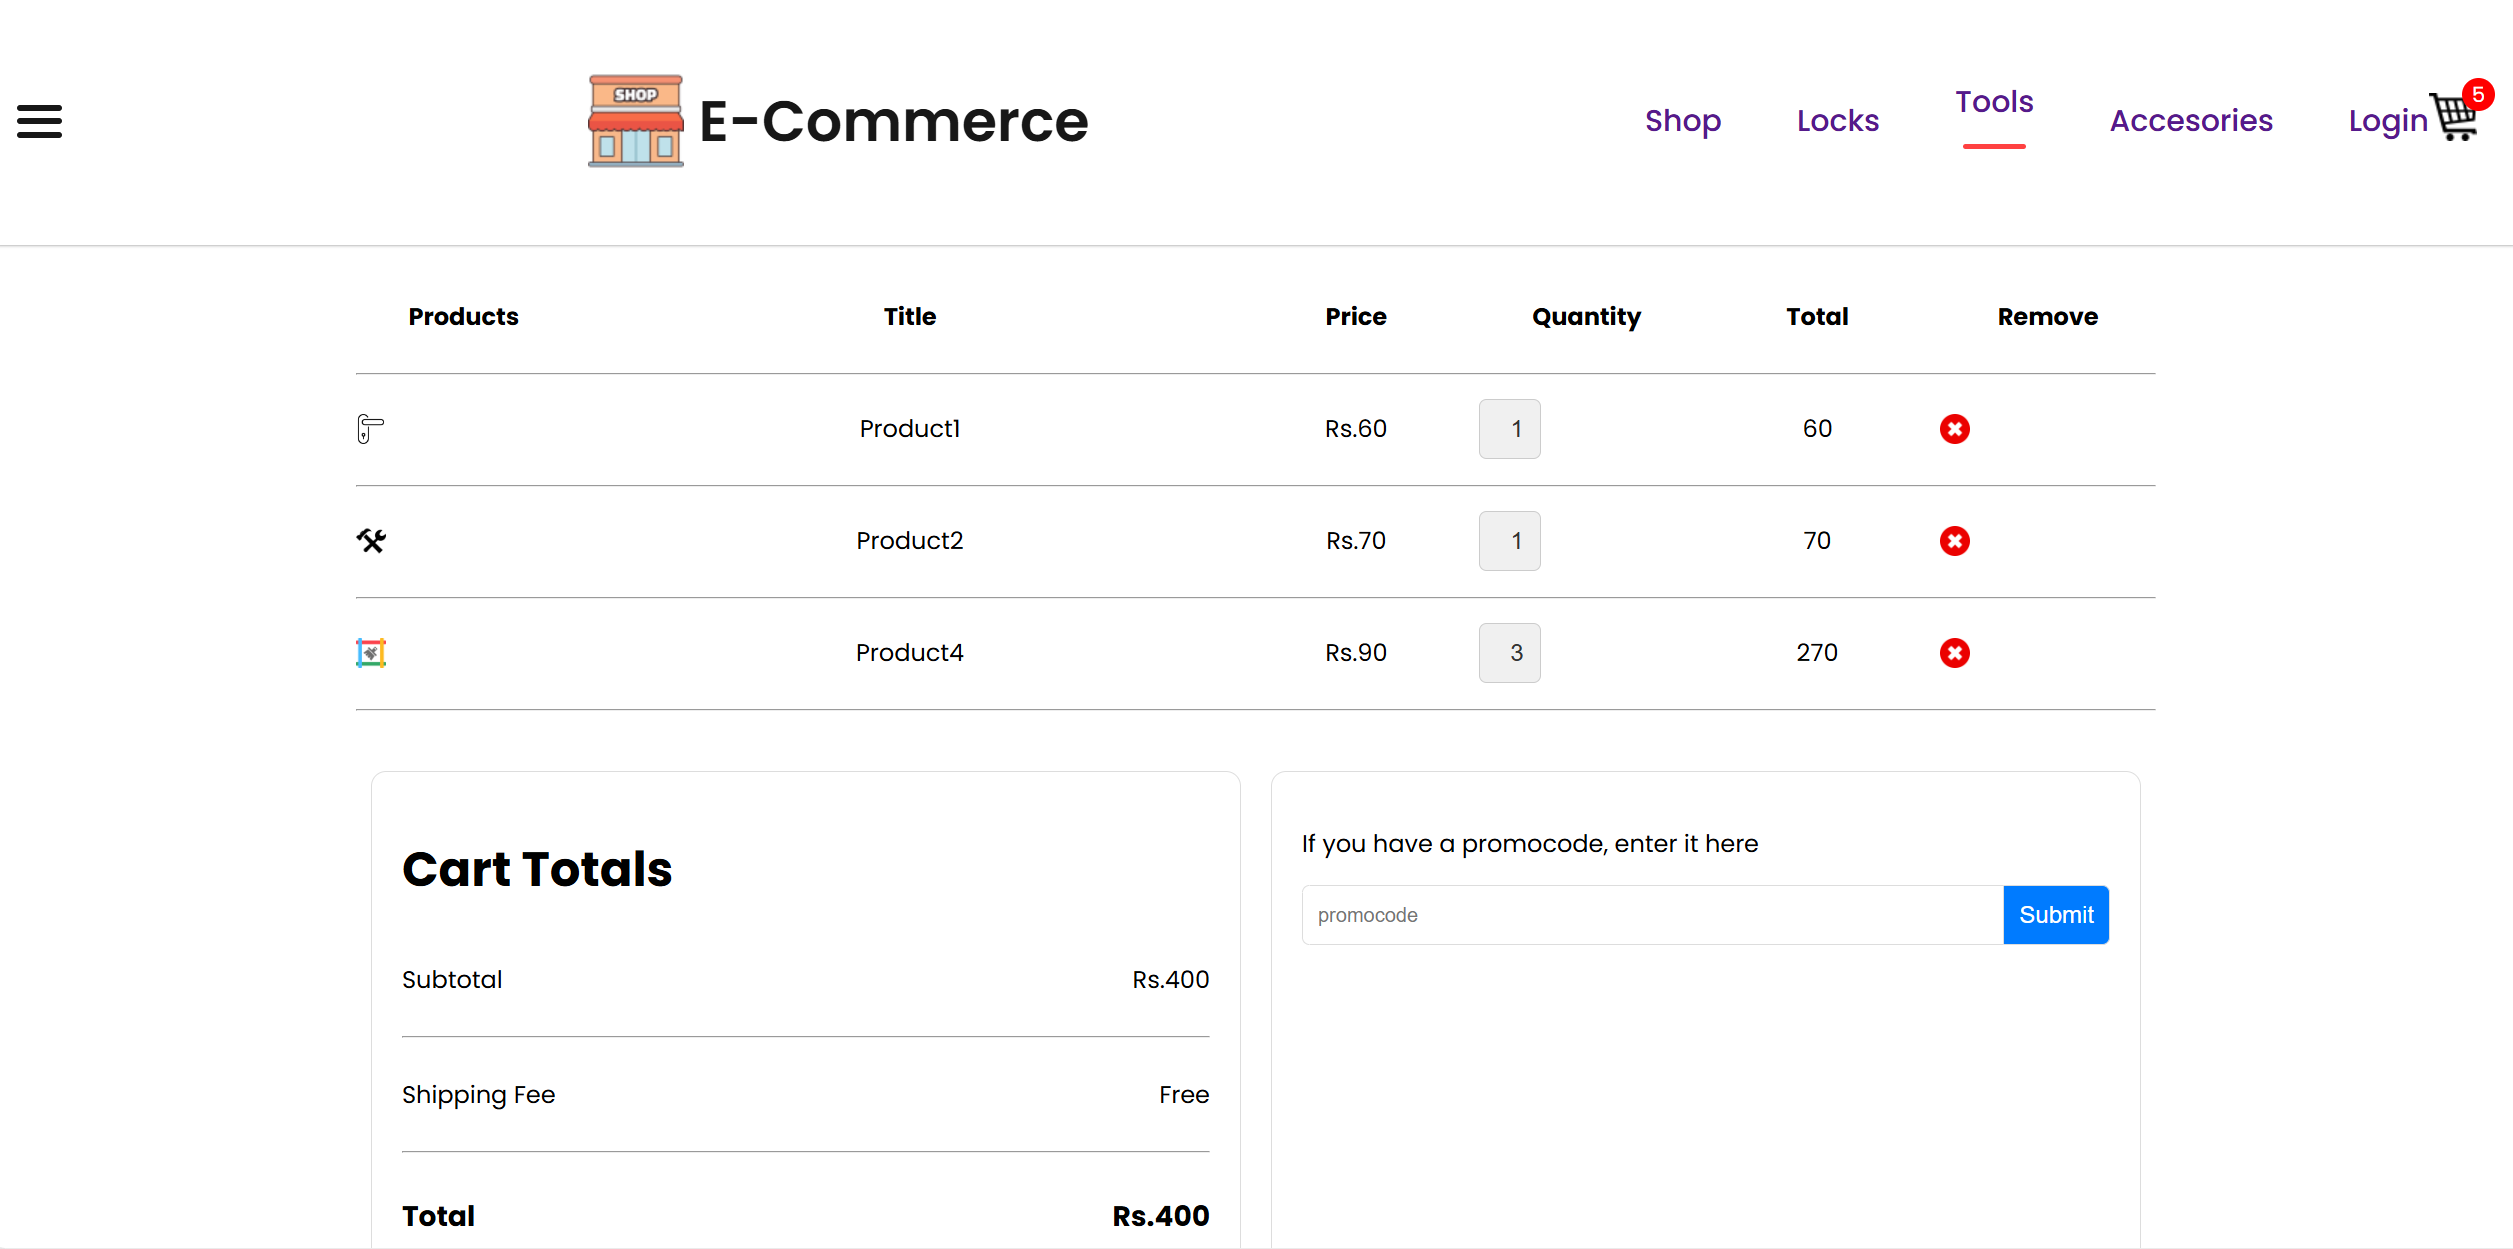 SHOP
E-Commerce
Shop Locks Tools Accesories Login 5
Products Title Price Quantity Total Remove
Product1 Rs.60 1 60
Product2 Rs.70 1 70
Product4 Rs.90 3 270
Cart Totals
Subtotal Rs.400
Shipping Fee Free
Total Rs.400
If you have a promocode, enter it here
promocode Submit